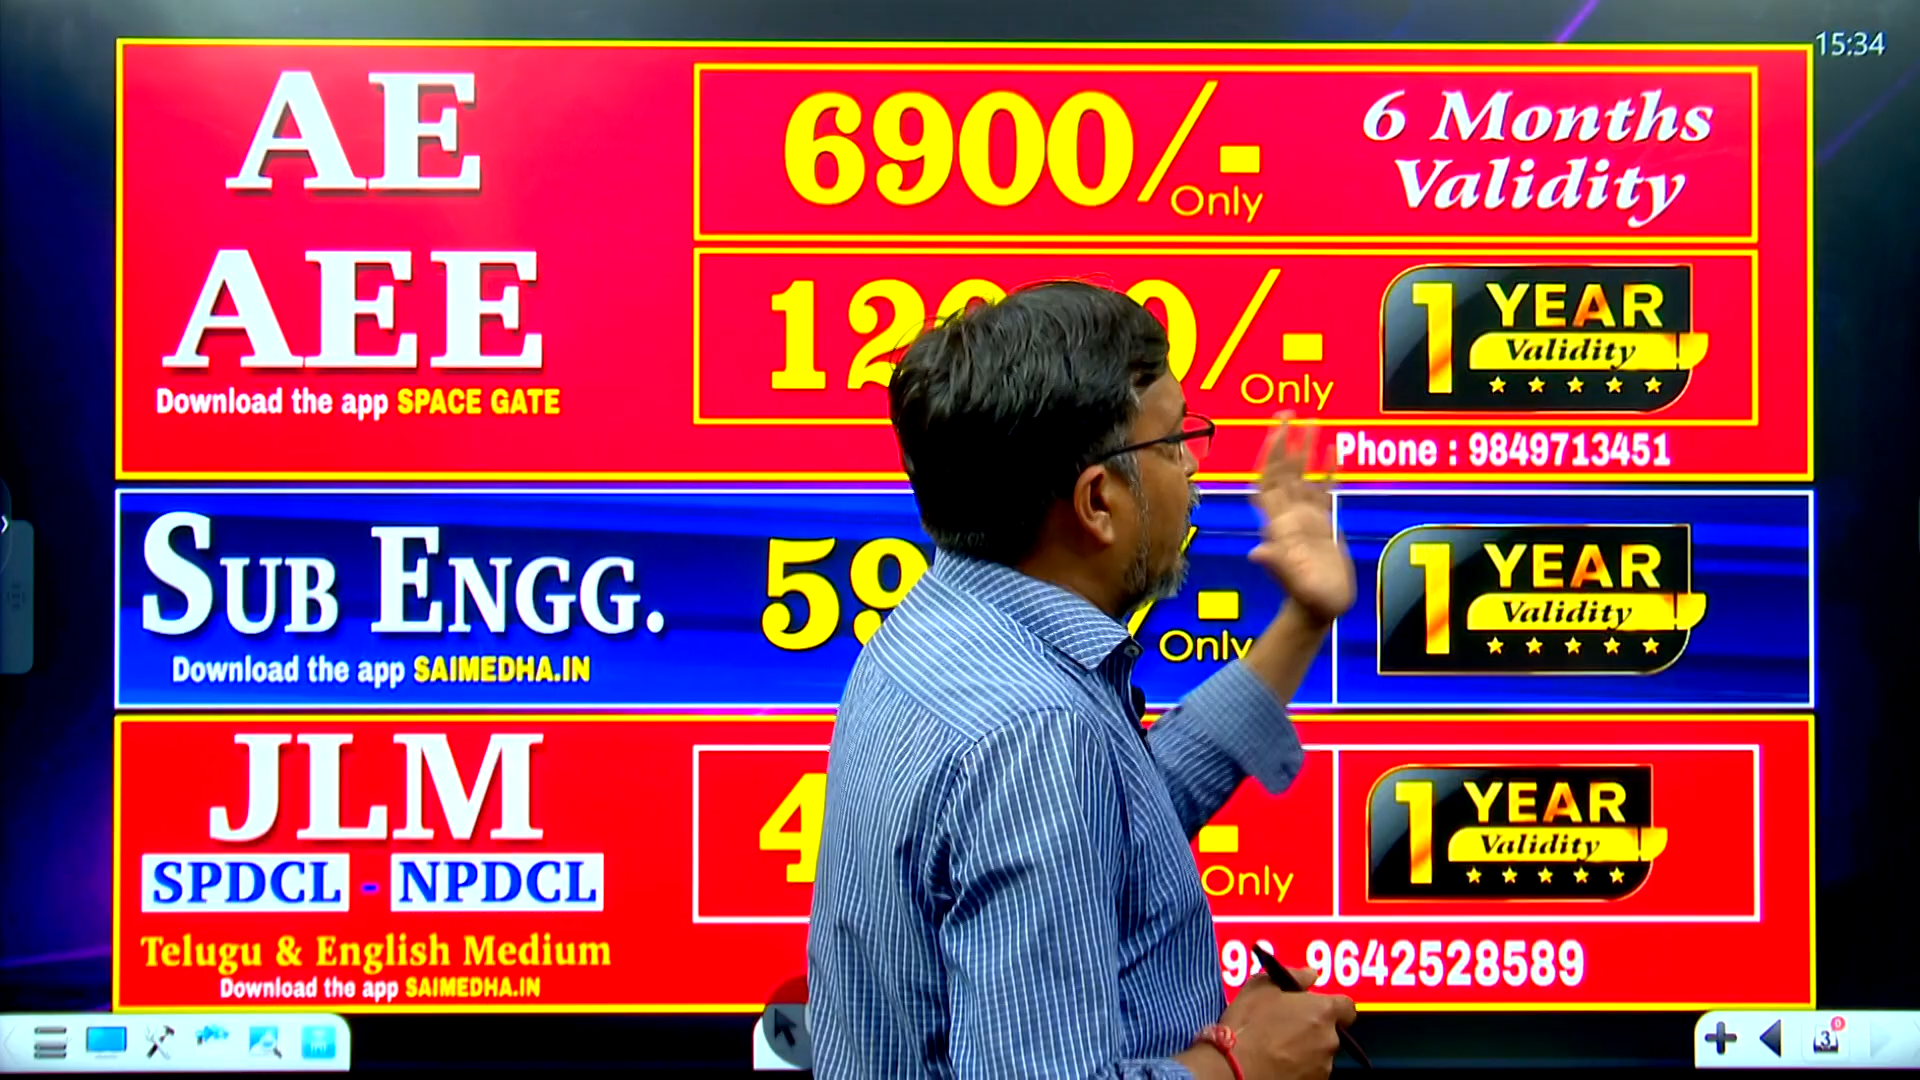 15:34
AE
6900/-
Only
6 Months
Validity
AEE
Only
1 YEAR
Validity
Download the app SPACE GATE
Phone : 9849713451
SUB ENGG.
Only
1 YEAR
Validity
Download the app SAIMEDHA.IN
JLM
Only
1 YEAR
Validity
SPDCL - NPDCL
Telugu & English Medium
9642528589
Download the app SAIMEDHA.IN